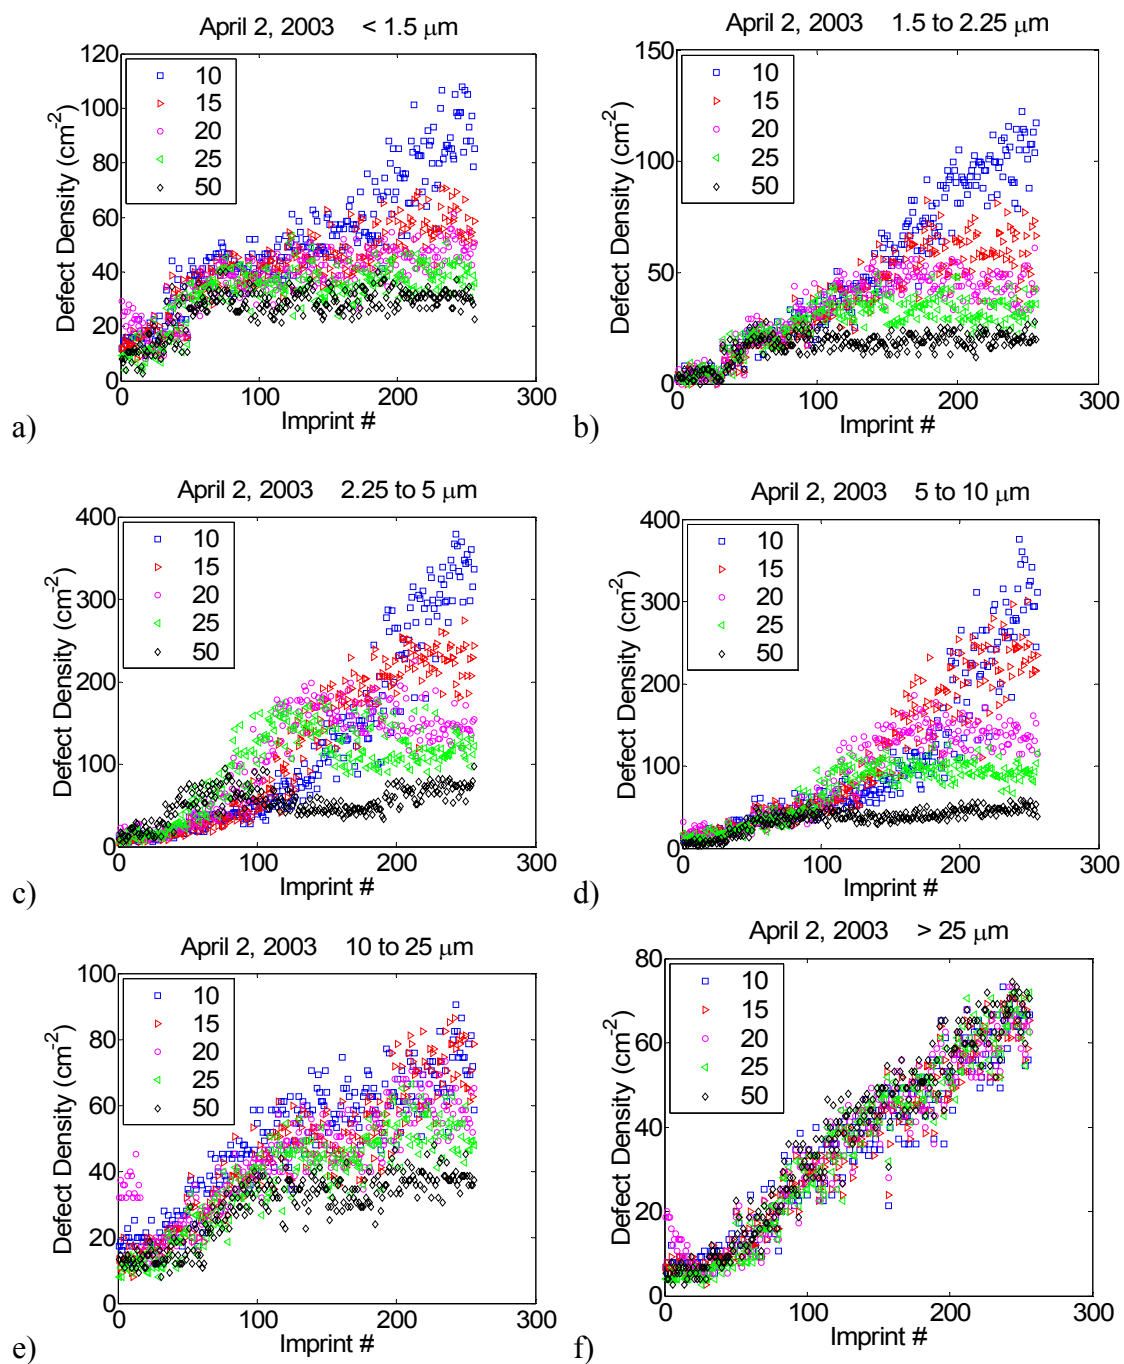 April 2, 2003 < 1.5 μm
Defect Density (cm-2)
120
100
80
60
40
20
0
10
15
20
25
50
0 100 200 300
Imprint #
a)
April 2, 2003 1.5 to 2.25 μm
Defect Density (cm-2)
150
100
50
0
10
15
20
25
50
0 100 200 300
Imprint #
b)
April 2, 2003 2.25 to 5 μm
Defect Density (cm-2)
400
300
200
100
0
10
15
20
25
50
0 100 200 300
Imprint #
c)
April 2, 2003 5 to 10 μm
Defect Density (cm-2)
400
300
200
100
0
10
15
20
25
50
0 100 200 300
Imprint #
d)
April 2, 2003 10 to 25 μm
Defect Density (cm-2)
100
80
60
40
20
0
10
15
20
25
50
0 100 200 300
Imprint #
e)
April 2, 2003 > 25 μm
Defect Density (cm-2)
80
60
40
20
0
10
15
20
25
50
0 100 200 300
Imprint #
f)